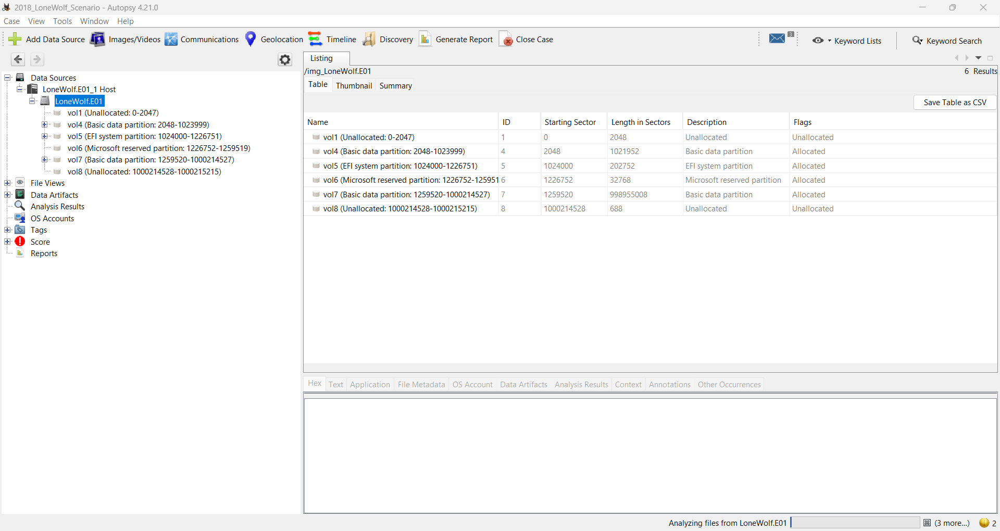 2018_LoneWolf_Scenario - Autopsy 4.21.0
Case View Tools Window Help
Add Data Source Images/Videos Communications Geolocation Timeline Discovery Generate Report Close Case 3 Keyword Lists Keyword Search
Listing
/img_LoneWolf.E01 6 Results
Table Thumbnail Summary
Save Table as CSV
Data Sources
LoneWolf.E01_1 Host
LoneWolf.E01
vol1 (Unallocated: 0-2047)
vol4 (Basic data partition: 2048-1023999)
vol5 (EFI system partition: 1024000-1226751)
vol6 (Microsoft reserved partition: 1226752-1259519)
vol7 (Basic data partition: 1259520-1000214527)
vol8 (Unallocated: 1000214528-1000215215)
File Views
Data Artifacts
Analysis Results
OS Accounts
Tags
Score
Reports
Name ID Starting Sector Length in Sectors Description Flags
vol1 (Unallocated: 0-2047) 1 0 2048 Unallocated Unallocated
vol4 (Basic data partition: 2048-1023999) 4 2048 1021952 Basic data partition Allocated
vol5 (EFI system partition: 1024000-1226751) 5 1024000 202752 EFI system partition Allocated
vol6 (Microsoft reserved partition: 1226752-125951 6 1226752 32768 Microsoft reserved partition Allocated
vol7 (Basic data partition: 1259520-1000214527) 7 1259520 998955008 Basic data partition Allocated
vol8 (Unallocated: 1000214528-1000215215) 8 1000214528 688 Unallocated Unallocated
Hex Text Application File Metadata OS Account Data Artifacts Analysis Results Context Annotations Other Occurrences
Analyzing files from LoneWolf.E01 (3 more...) 2